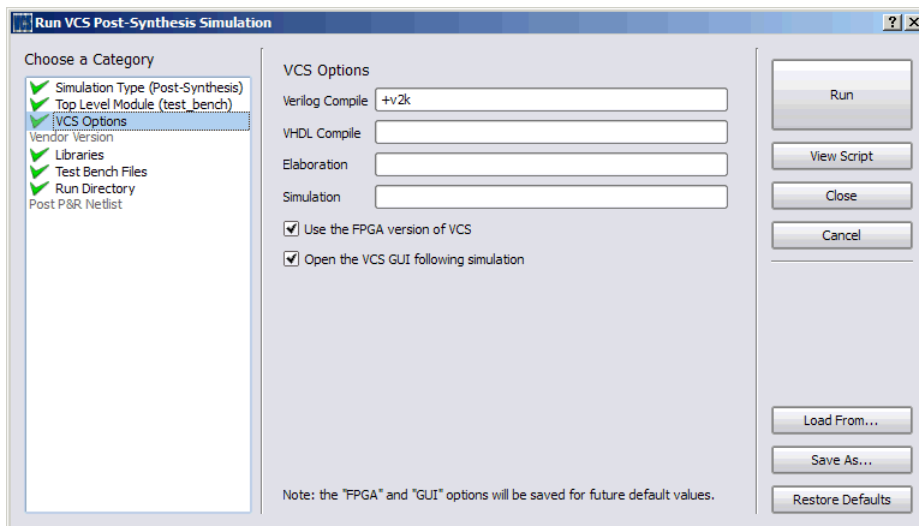 Run VCS Post-Synthesis Simulation
? X
Choose a Category
Simulation Type (Post-Synthesis)
Top Level Module (test_bench)
VCS Options
Vendor Version
Libraries
Test Bench Files
Run Directory
Post P&R Netlist
VCS Options
Verilog Compile +v2k
VHDL Compile
Elaboration
Simulation
Use the FPGA version of VCS
Open the VCS GUI following simulation
Note: the "FPGA" and "GUI" options will be saved for future default values.
Run
View Script
Close
Cancel
Load From...
Save As...
Restore Defaults